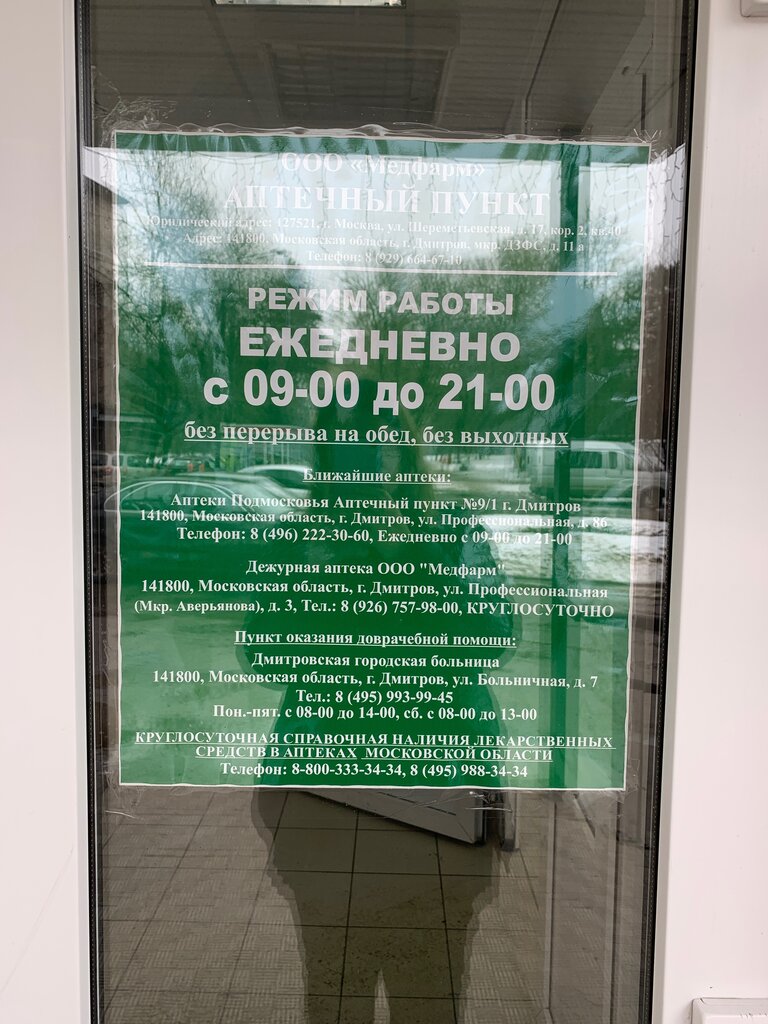 ООО «Медфарм»
АПТЕЧНЫЙ ПУНКТ
Юридический адрес: 127521, г. Москва, ул. Шереметьевская, д. 17, кор. 2, кв.40
Адрес: 141800, Московская область, г. Дмитров, мкр. ДЗФС, д. 11 а
Телефон: 8 (929) 664-67-10
РЕЖИМ РАБОТЫ
ЕЖЕДНЕВНО
с 09-00 до 21-00
без перерыва на обед, без выходных
Ближайшие аптеки:
Аптеки Подмосковья Аптечный пункт №9/1 г. Дмитров
141800, Московская область, г. Дмитров, ул. Профессиональная, д. 86
Телефон: 8 (496) 222-30-60, Ежедневно с 09-00 до 21-00
Дежурная аптека ООО "Медфарм"
141800, Московская область, г. Дмитров, ул. Профессиональная
(Мкр. Аверьянова), д. 3, Тел.: 8 (926) 757-98-00, КРУГЛОСУТОЧНО
Пункт оказания доврачебной помощи:
Дмитровская городская больница
141800, Московская область, г. Дмитров, ул. Больничная, д. 7
Тел.: 8 (495) 993-99-45
Пон.-пят. с 08-00 до 14-00, сб. с 08-00 до 13-00
КРУГЛОСУТОЧНАЯ СПРАВОЧНАЯ НАЛИЧИЯ ЛЕКАРСТВЕННЫХ
СРЕДСТВ В АПТЕКАХ МОСКОВСКОЙ ОБЛАСТИ
Телефон: 8-800-333-34-34, 8 (495) 988-34-34